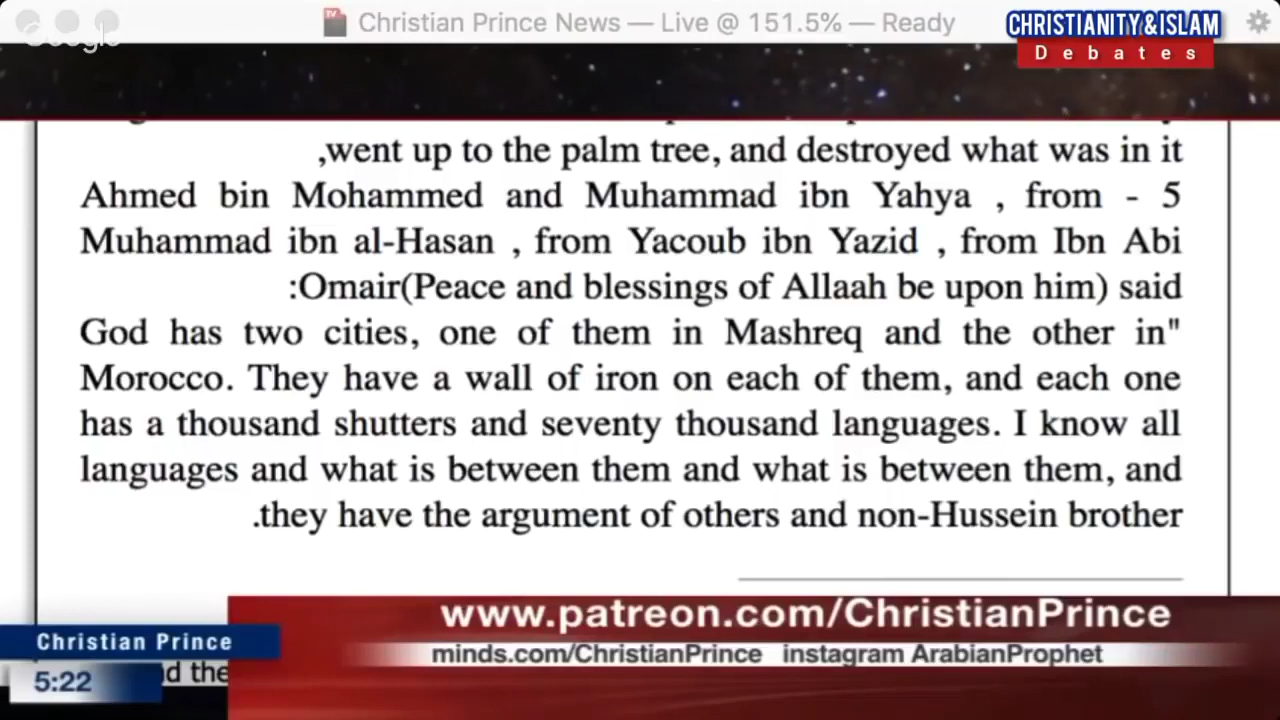 Christian Prince News — Live @ 151.5% — Ready
Google
CHRISTIANITY & ISLAM
Debates
,went up to the palm tree, and destroyed what was in it
Ahmed bin Mohammed and Muhammad ibn Yahya , from - 5
Muhammad ibn al-Hasan , from Yacoub ibn Yazid , from Ibn Abi
:Omair(Peace and blessings of Allaah be upon him) said
God has two cities, one of them in Mashreq and the other in"
Morocco. They have a wall of iron on each of them, and each one
has a thousand shutters and seventy thousand languages. I know all
languages and what is between them and what is between them, and
.they have the argument of others and non-Hussein brother
www.patreon.com/ChristianPrince
Christian Prince
minds.com/ChristianPrince instagram ArabianProphet
5:22
the